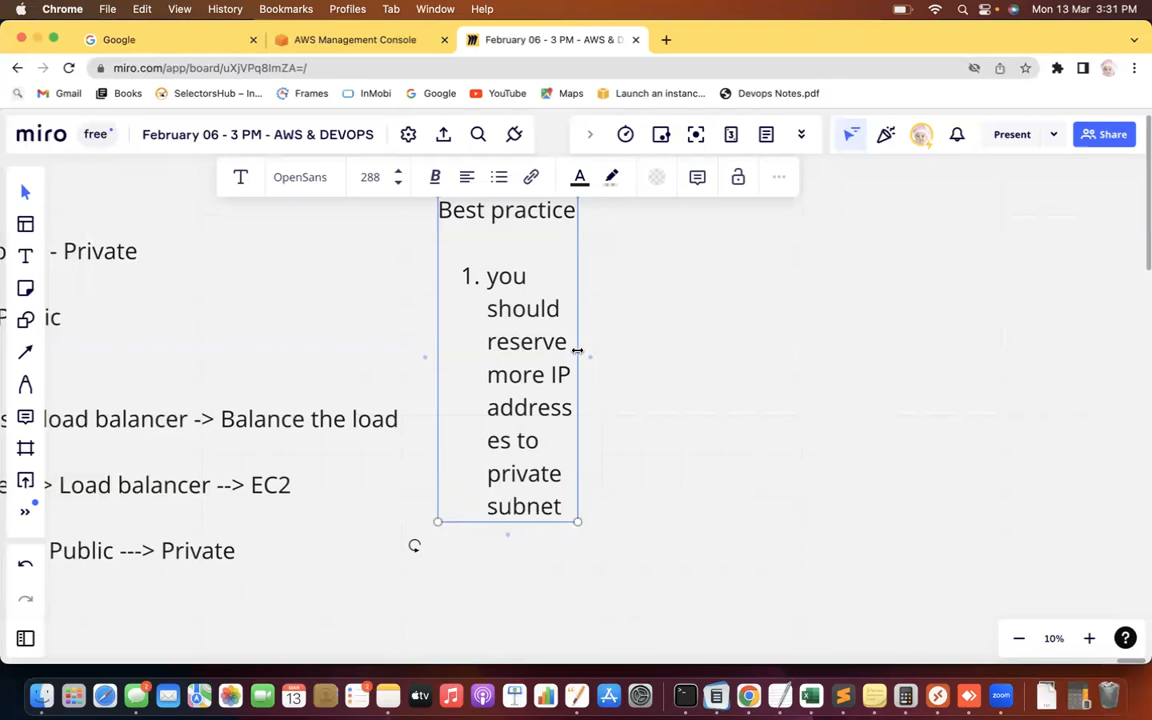 Chrome File Edit View History Bookmarks Profiles Tab Window Help Mon 13 Mar 3:31 PM
Google AWS Management Console February 06 - 3 PM - AWS & D
miro.com/app/board/uXjVPq8ImZA=/
Gmail Books SelectorsHub – In... Frames InMobi Google YouTube Maps Launch an instanc... Devops Notes.pdf
miro free February 06 - 3 PM - AWS & DEVOPS 3 Present Share
T OpenSans 288 B A
Best practice
- Private
1. you
should
ic
reserve
more IP
address
load balancer -> Balance the load
es to
private
> Load balancer --> EC2
subnet
Public ---> Private
10%
13
tv
zoom